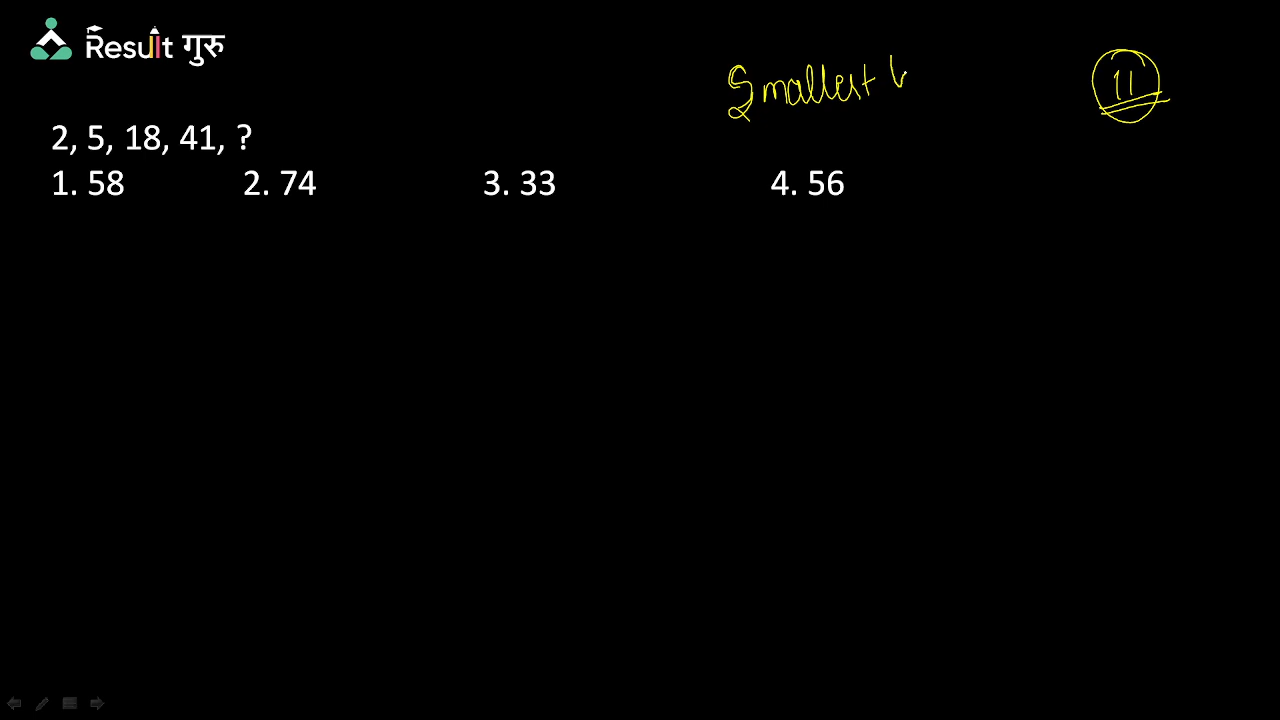 Result गुरु
Smallest
11
2, 5, 18, 41, ?
1. 58 2. 74 3. 33 4. 56